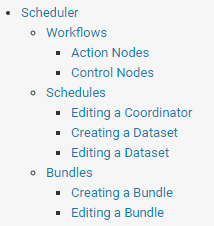 Scheduler
Workflows
Action Nodes
Control Nodes
Schedules
Editing a Coordinator
Creating a Dataset
Editing a Dataset
Bundles
Creating a Bundle
Editing a Bundle